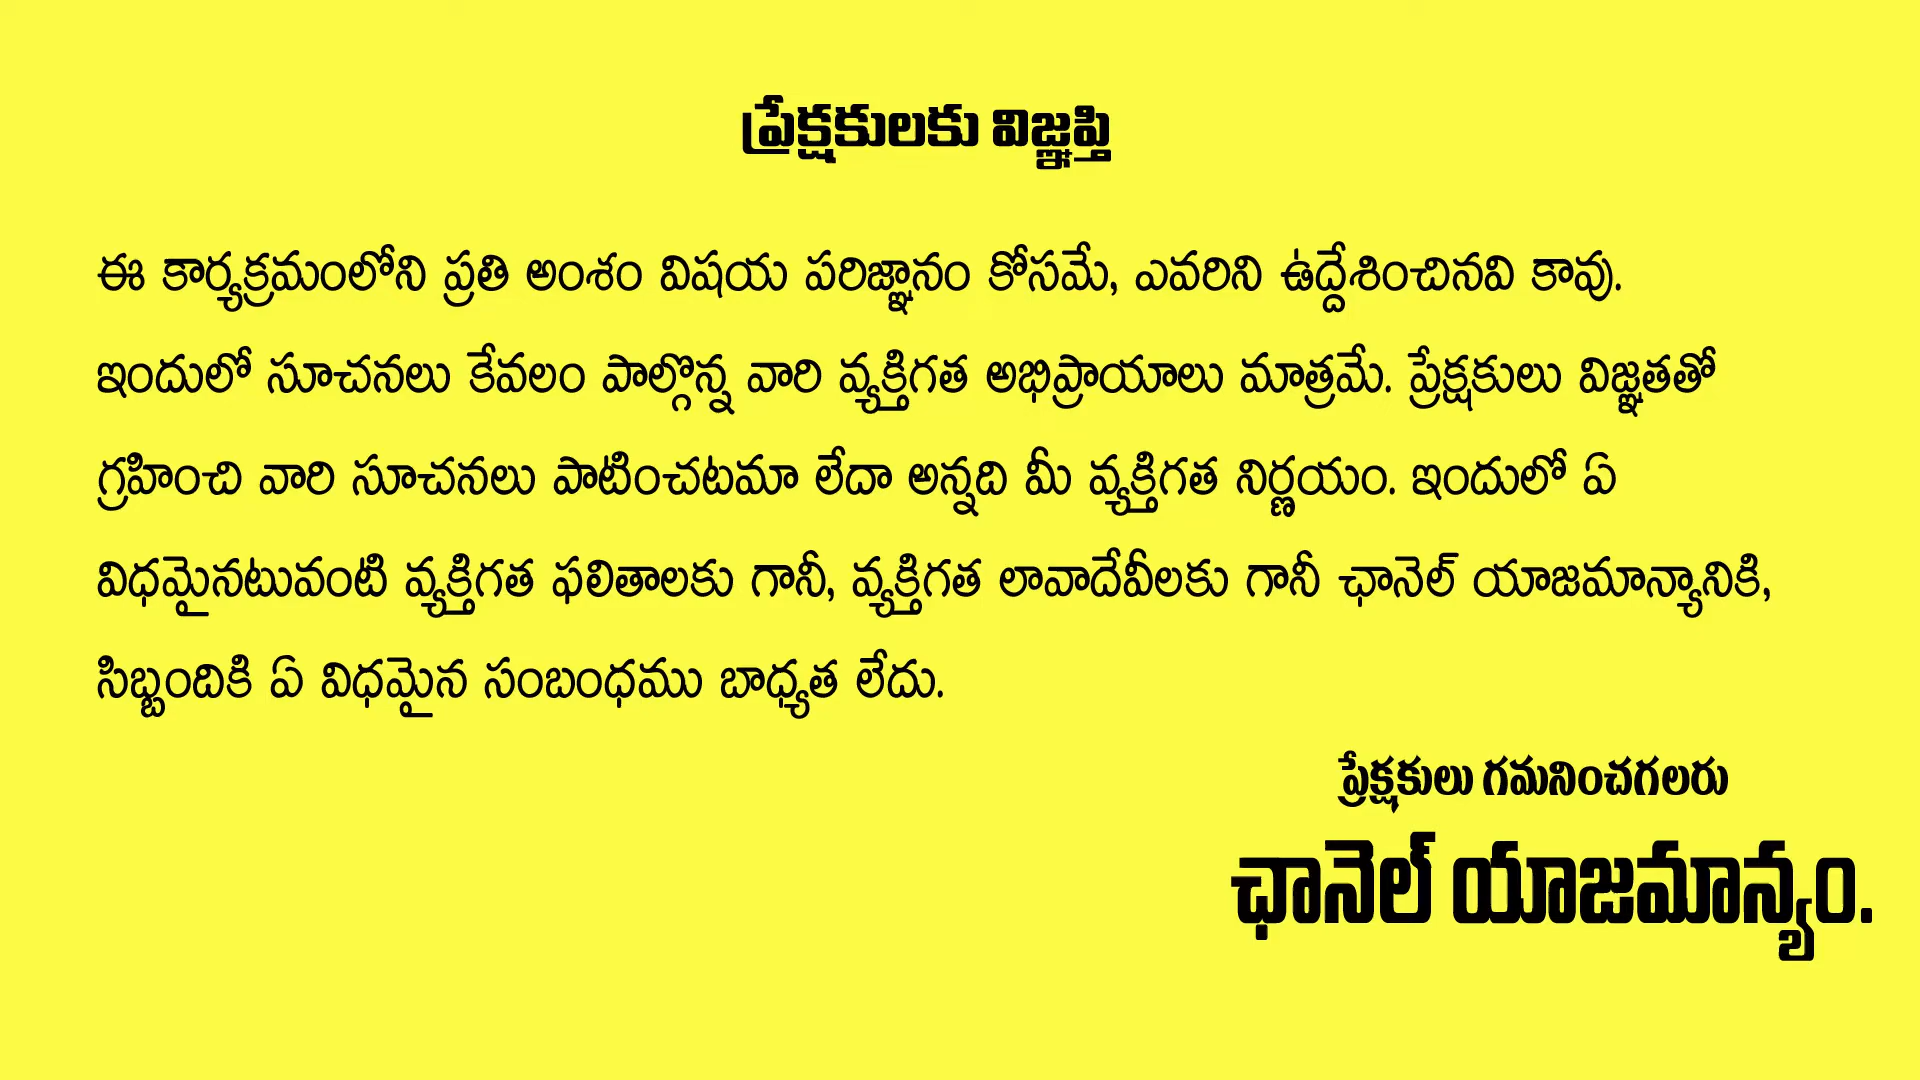 ప్రేక్షకులకు విజ్ఞప్తి
ఈ కార్యక్రమంలోని ప్రతి అంశం విషయ పరిజ్ఞానం కోసమే, ఎవరిని ఉద్దేశించినవి కావు.
ఇందులో సూచనలు కేవలం పాల్గొన్న వారి వ్యక్తిగత అభిప్రాయాలు మాత్రమే. ప్రేక్షకులు విజ్ఞతతో
గ్రహించి వారి సూచనలు పాటించటమా లేదా అన్నది మీ వ్యక్తిగత నిర్ణయం. ఇందులో ఏ
విధమైనటువంటి వ్యక్తిగత ఫలితాలకు గానీ, వ్యక్తిగత లావాదేవీలకు గానీ ఛానెల్ యాజమాన్యానికి,
సిబ్బందికి ఏ విధమైన సంబంధము బాధ్యత లేదు.
ప్రేక్షకులు గమనించగలరు
ఛానెల్ యాజమాన్యం.